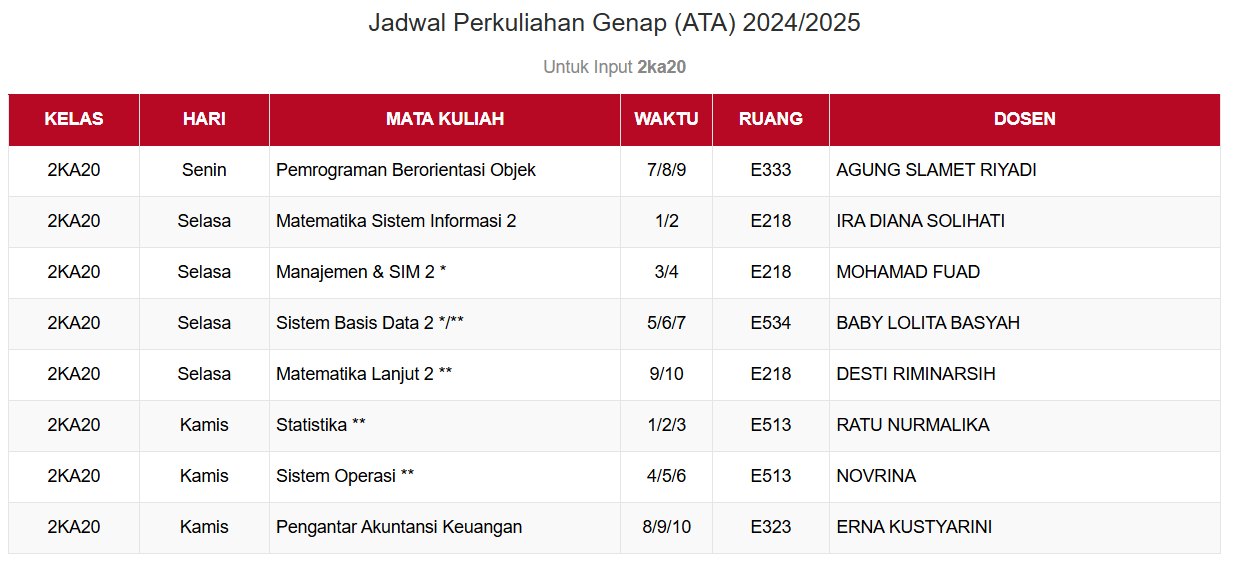 Jadwal Perkuliahan Genap (ATA) 2024/2025
Untuk Input 2ka20
KELAS HARI MATA KULIAH WAKTU RUANG DOSEN
2KA20 Senin Pemrograman Berorientasi Objek 7/8/9 E333 AGUNG SLAMET RIYADI
2KA20 Selasa Matematika Sistem Informasi 2 1/2 E218 IRA DIANA SOLIHATI
2KA20 Selasa Manajemen & SIM 2 * 3/4 E218 MOHAMAD FUAD
2KA20 Selasa Sistem Basis Data 2 */** 5/6/7 E534 BABY LOLITA BASYAH
2KA20 Selasa Matematika Lanjut 2 ** 9/10 E218 DESTI RIMINARSIH
2KA20 Kamis Statistika ** 1/2/3 E513 RATU NURMALIKA
2KA20 Kamis Sistem Operasi ** 4/5/6 E513 NOVRINA
2KA20 Kamis Pengantar Akuntansi Keuangan 8/9/10 E323 ERNA KUSTYARINI